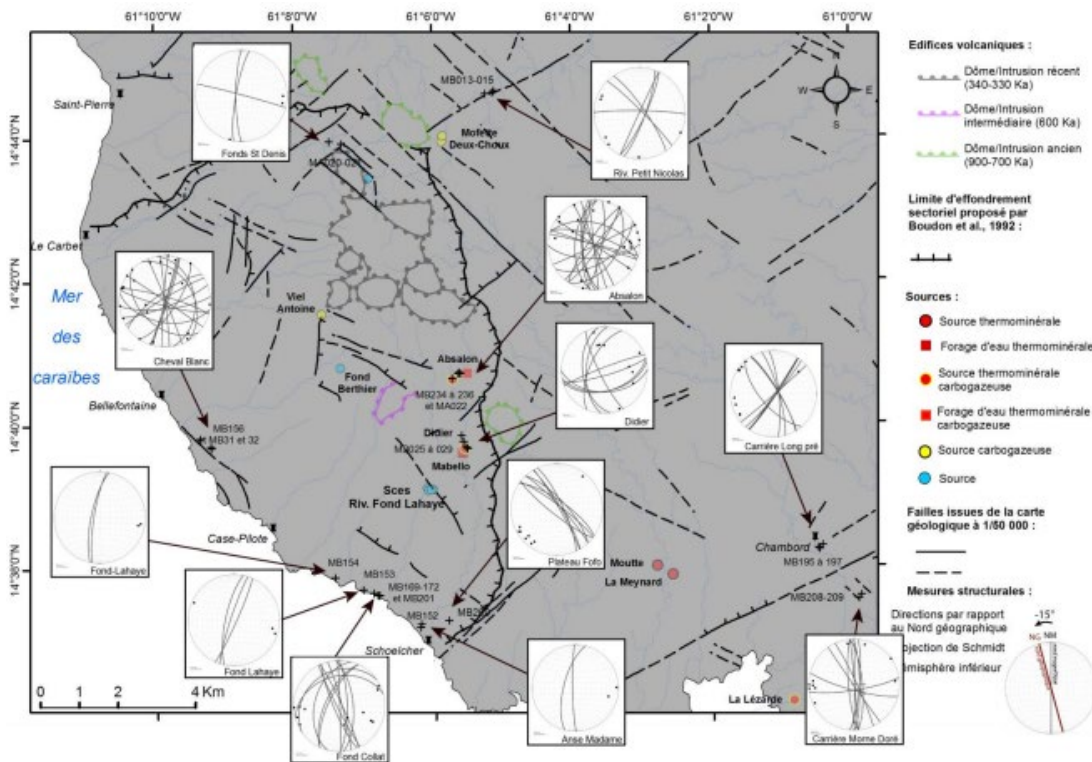 61°10'0"O 61°8'0"O 61°6'0"O 61°4'0"O 61°2'0"O 61°0'0"O
14°44'0"N
14°42'0"N
14°40'0"N
14°38'0"N
Saint-Pierre
Le Carbet
Mer
des
caraïbes
Bellefontaine
Case-Pilote
Schoelcher
Chambord
Fonds St Denis
MB013-015
Mofette
Deux-Choux
Riv. Petit Nicolas
N
W E
S
Cheval Blanc
Viel
Antoine
Absalon
Absalon
Fond
Berthier
MB234 à 236
et MA022
Didier
Didier
MB025 à 029
Mabello
Carrière Long pré
MB156
MB31 et 32
Sces
Riv. Fond Lahaye
Plateau Fofo
Fond-Lahaye
MB154
MB153
MB169-172
et MB201
MB152
Moutte
La Meynard
MB195 à 197
MB208-209
Fond Lahaye
Fond Collat
Anse Madame
La Lézarde
Carrière Morne Doré
0 1 2 4 Km
Edifices volcaniques :
Dôme/Intrusion récent
(340-330 Ka)
Dôme/Intrusion
intermédiaire (600 Ka)
Dôme/Intrusion ancien
(900-700 Ka)
Limite d'effondrement
sectoriel proposé par
Boudon et al., 1992 :
Sources :
Source thermominérale
Forage d'eau thermominérale
Source thermominérale
carbogazeuse
Forage d'eau thermominérale
carbogazeuse
Source carbogazeuse
Source
Failles issues de la carte
géologique à 1/50 000 :
Mesures structurales :
Directions par rapport
au Nord géographique
rojection de Schmidt
émisphère inférieur
-15°
NG NM